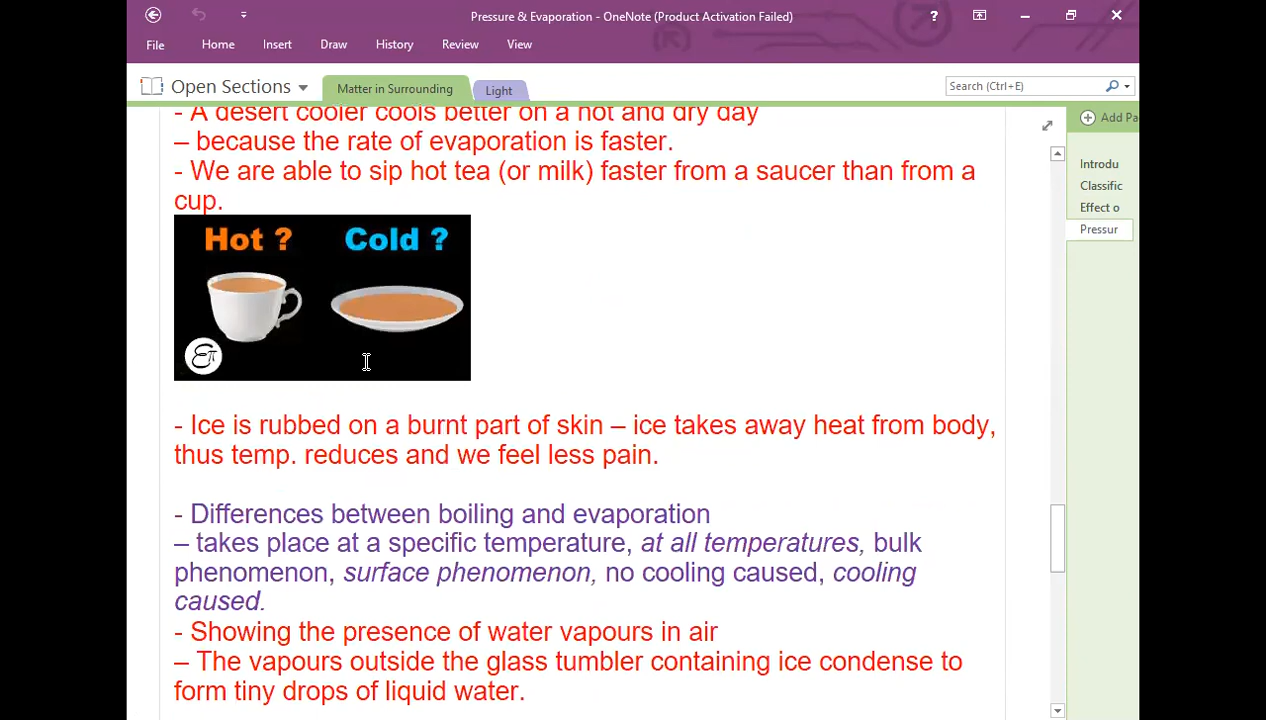 Pressure & Evaporation - OneNote (Product Activation Failed)
?
File Home Insert Draw History Review View
Open Sections Matter in Surrounding Light Search (Ctrl+E)
Add Pa
- A desert cooler cools better on a hot and dry day
– because the rate of evaporation is faster.
- We are able to sip hot tea (or milk) faster from a saucer than from a
cup.
Introdu
Classific
Effect o
Pressur
Hot ? Cold ?
- Ice is rubbed on a burnt part of skin – ice takes away heat from body,
thus temp. reduces and we feel less pain.
- Differences between boiling and evaporation
– takes place at a specific temperature, at all temperatures, bulk
phenomenon, surface phenomenon, no cooling caused, cooling
caused.
- Showing the presence of water vapours in air
– The vapours outside the glass tumbler containing ice condense to
form tiny drops of liquid water.